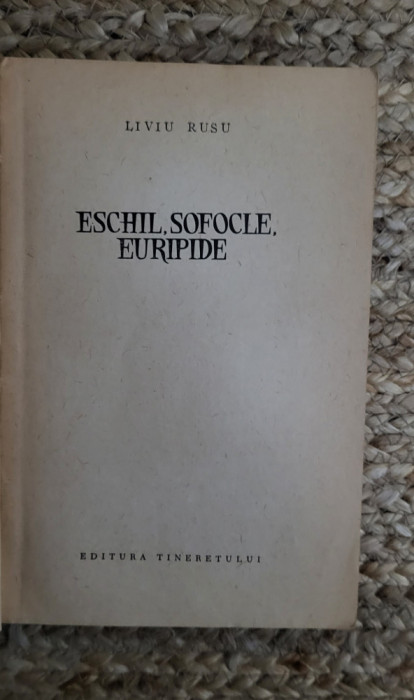 LIVIU RUSU
ESCHIL, SOFOCLE,
EURIPIDE
EDITURA TINERETULUI